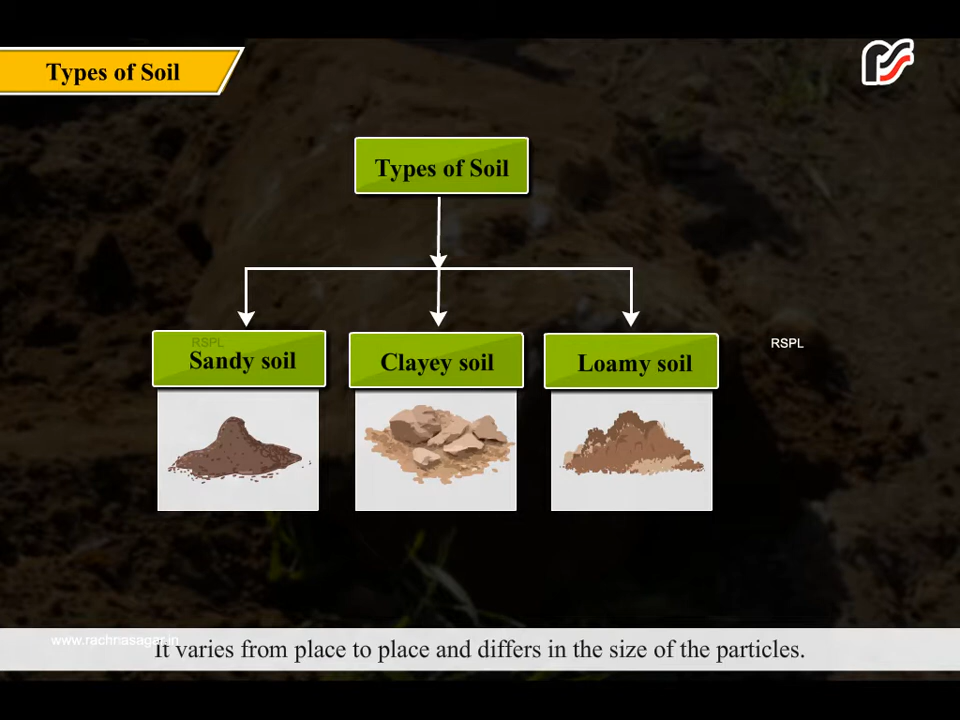 Types of Soil
Types of Soil
RSPL
Sandy soil
Clayey soil
Loamy soil
RSPL
www.rachnasagar.in
It varies from place to place and differs in the size of the particles.